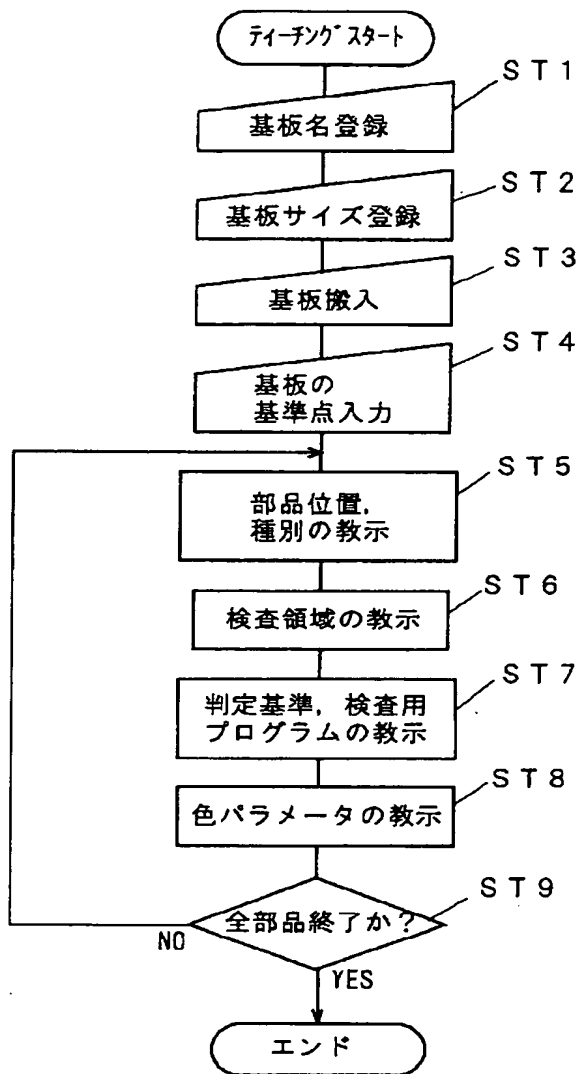 ティーチングスタート
ST1
基板名登録
ST2
基板サイズ登録
ST3
基板搬入
ST4
基板の
基準点入力
ST5
部品位置,
種別の教示
ST6
検査領域の教示
ST7
判定基準, 検査用
プログラムの教示
ST8
色パラメータの教示
ST9
全部品終了か?
NO
YES
エンド